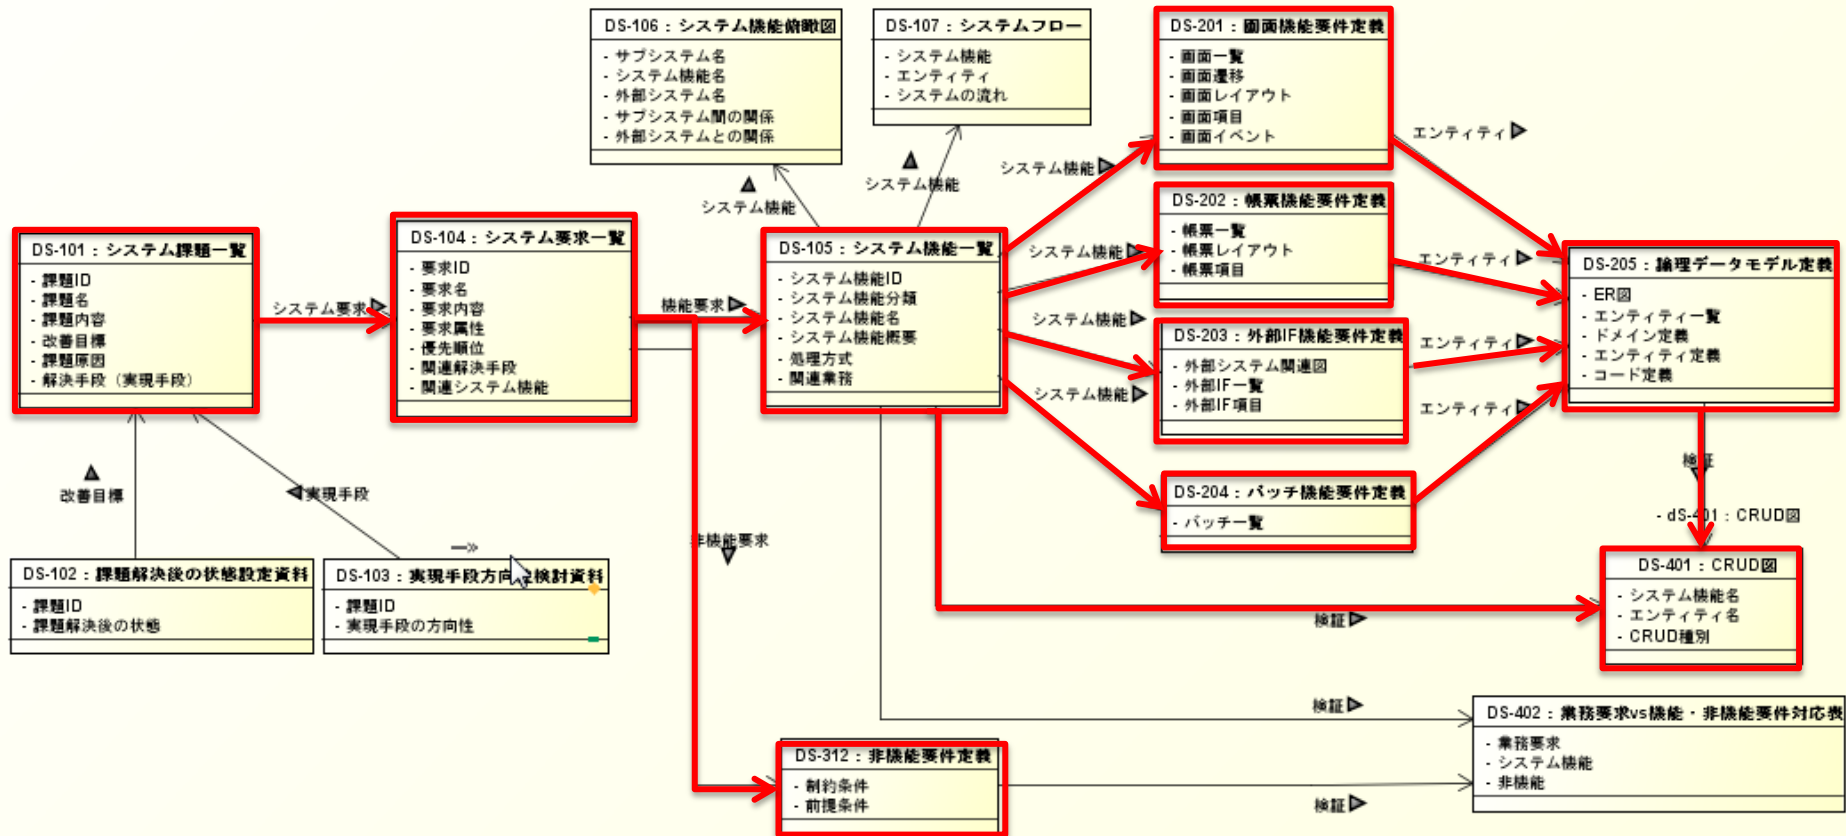 DS-106：システム機能俯瞰図
- サブシステム名
- システム機能名
- 外部システム名
- サブシステム間の関係
- 外部システムとの関係
DS-107：システムフロー
- システム機能
- エンティティ
- システムの流れ
DS-201：画面機能要件定義
- 画面一覧
- 画面遷移
- 画面レイアウト
- 画面項目
- 画面イベント
エンティティ
システム機能
システム機能
システム機能
DS-202：帳票機能要件定義
- 帳票一覧
- 帳票レイアウト
- 帳票項目
DS-101：システム課題一覧
- 課題ID
- 課題名
- 課題内容
- 改善目標
- 課題原因
- 解決手段（実現手段）
システム要求
DS-104：システム要求一覧
- 要求ID
- 要求名
- 要求内容
- 要求属性
- 優先順位
- 関連解決手段
- 関連システム機能
機能要求
DS-105：システム機能一覧
- システム機能ID
- システム機能分類
- システム機能名
- システム機能概要
- 処理方式
- 関連業務
システム機能
システム機能
システム機能
エンティティ
エンティティ
エンティティ
DS-203：外部IF機能要件定義
- 外部システム関連図
- 外部IF一覧
- 外部IF項目
DS-205：論理データモデル定義
- ER図
- エンティティ一覧
- ドメイン定義
- エンティティ定義
- コード定義
改善目標
実現手段
DS-204：バッチ機能要件定義
- バッチ一覧
検証
- dS-401：CRUD図
非機能要求
DS-102：課題解決後の状態設定資料
- 課題ID
- 課題解決後の状態
DS-103：実現手段方向性検討資料
- 課題ID
- 実現手段の方向性
DS-401：CRUD図
- システム機能名
- エンティティ名
- CRUD種別
検証
検証
DS-402：業務要求vs機能・非機能要件対応表
- 業務要求
- システム機能
- 非機能
DS-312：非機能要件定義
- 制約条件
- 前提条件
検証